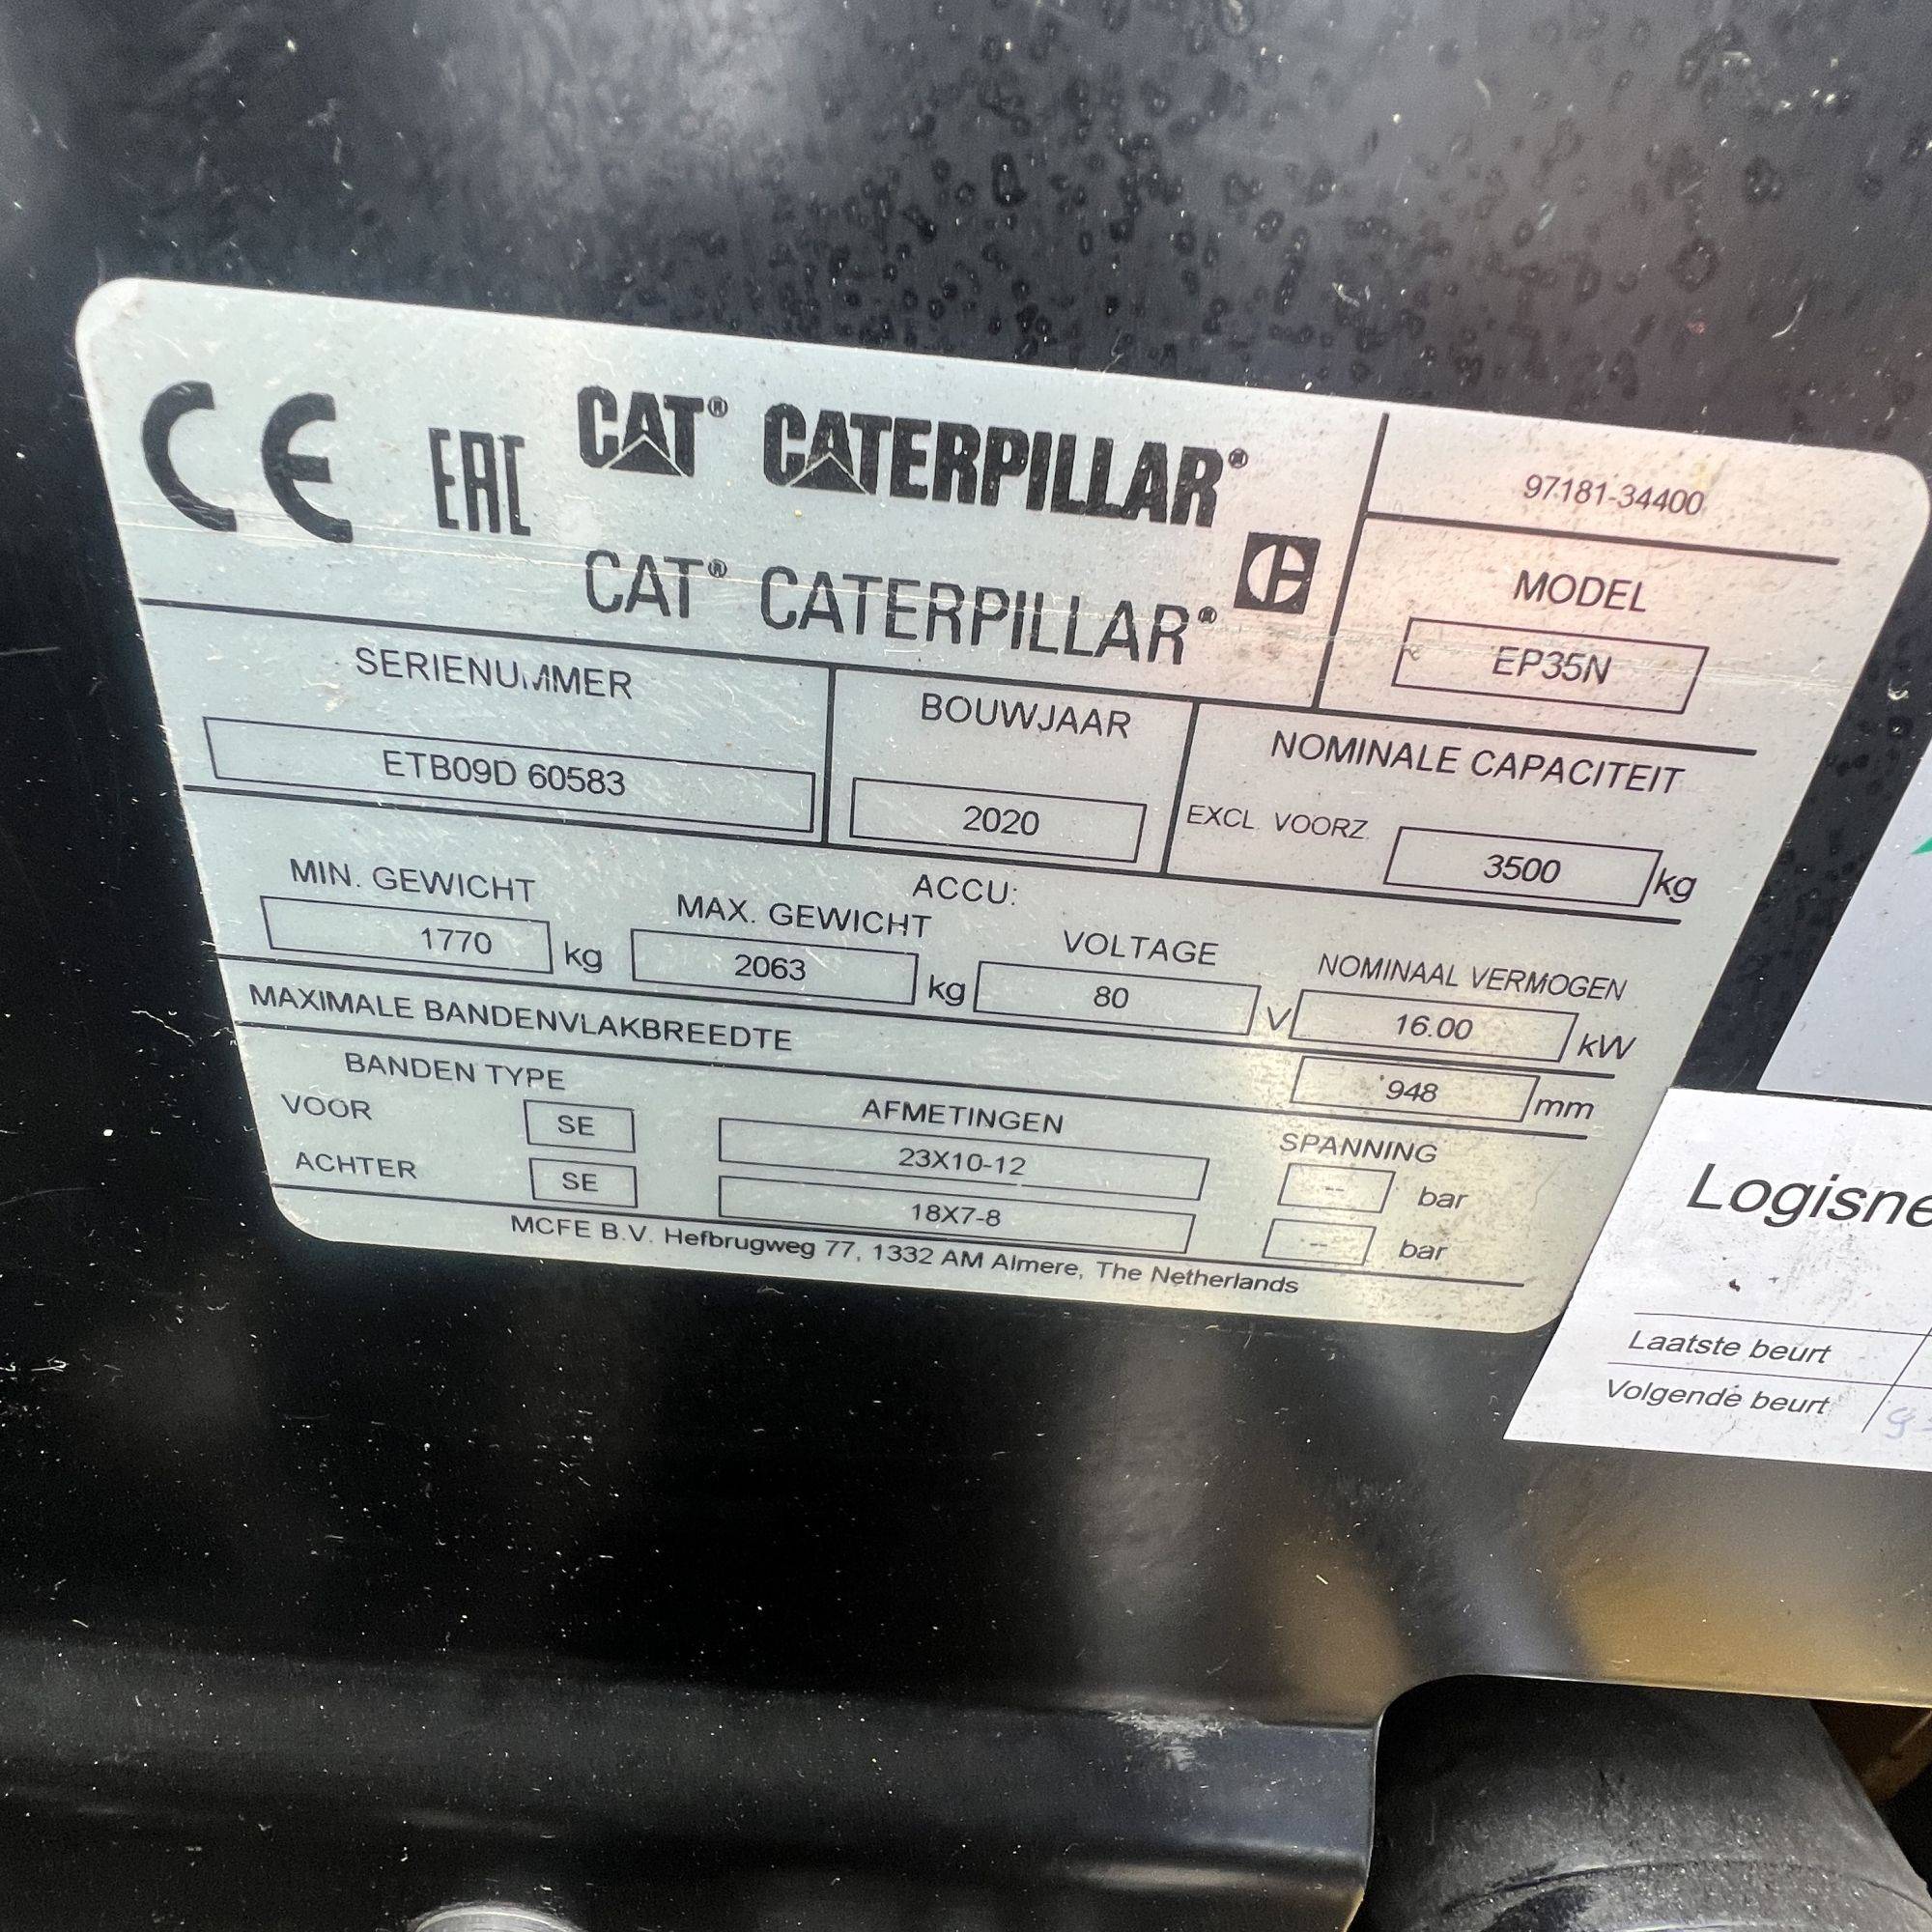 CE EAC CAT® CATERPILLAR®
CAT® CATERPILLAR®
97181-34400
MODEL
EP35N
SERIENUMMER
ETB09D 60583
BOUWJAAR
2020
NOMINALE CAPACITEIT
EXCL. VOORZ. 3500 kg
ACCU:
MIN. GEWICHT
1770 kg
MAX. GEWICHT
2063 kg
VOLTAGE
80 V
NOMINAAL VERMOGEN
16.00 kW
MAXIMALE BANDENVLAKBREEDTE 948 mm
BANDEN TYPE AFMETINGEN SPANNING
VOOR SE 23X10-12 -- bar
ACHTER SE 18X7-8 -- bar
MCFE B.V. Hefbrugweg 77, 1332 AM Almere, The Netherlands
Logisne
Laatste beurt
Volgende beurt